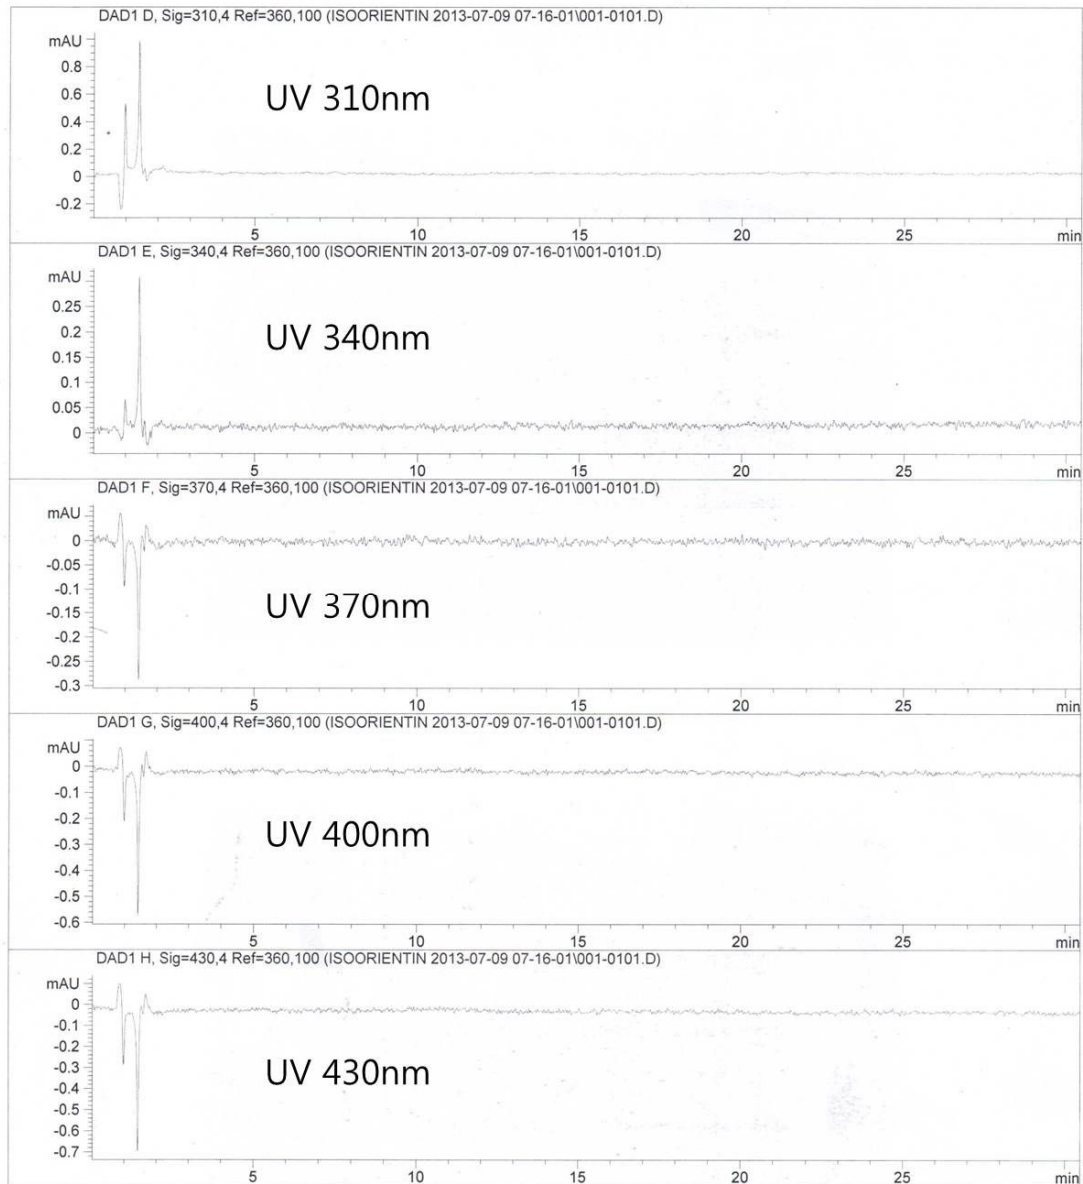 DAD1 D, Sig=310,4 Ref=360,100 (ISOORIENTIN 2013-07-09 07-16-01\001-0101.D)
mAU
0.8
0.6
0.4
0.2
0
-0.2
UV 310nm
5 10 15 20 25 min
DAD1 E, Sig=340,4 Ref=360,100 (ISOORIENTIN 2013-07-09 07-16-01\001-0101.D)
mAU
0.25
0.2
0.15
0.1
0.05
0
UV 340nm
5 10 15 20 25 min
DAD1 F, Sig=370,4 Ref=360,100 (ISOORIENTIN 2013-07-09 07-16-01\001-0101.D)
mAU
0
-0.05
-0.1
-0.15
-0.2
-0.25
-0.3
UV 370nm
5 10 15 20 25 min
DAD1 G, Sig=400,4 Ref=360,100 (ISOORIENTIN 2013-07-09 07-16-01\001-0101.D)
mAU
0
-0.1
-0.2
-0.3
-0.4
-0.5
-0.6
UV 400nm
5 10 15 20 25 min
DAD1 H, Sig=430,4 Ref=360,100 (ISOORIENTIN 2013-07-09 07-16-01\001-0101.D)
mAU
0
-0.1
-0.2
-0.3
-0.4
-0.5
-0.6
-0.7
UV 430nm
5 10 15 20 25 min